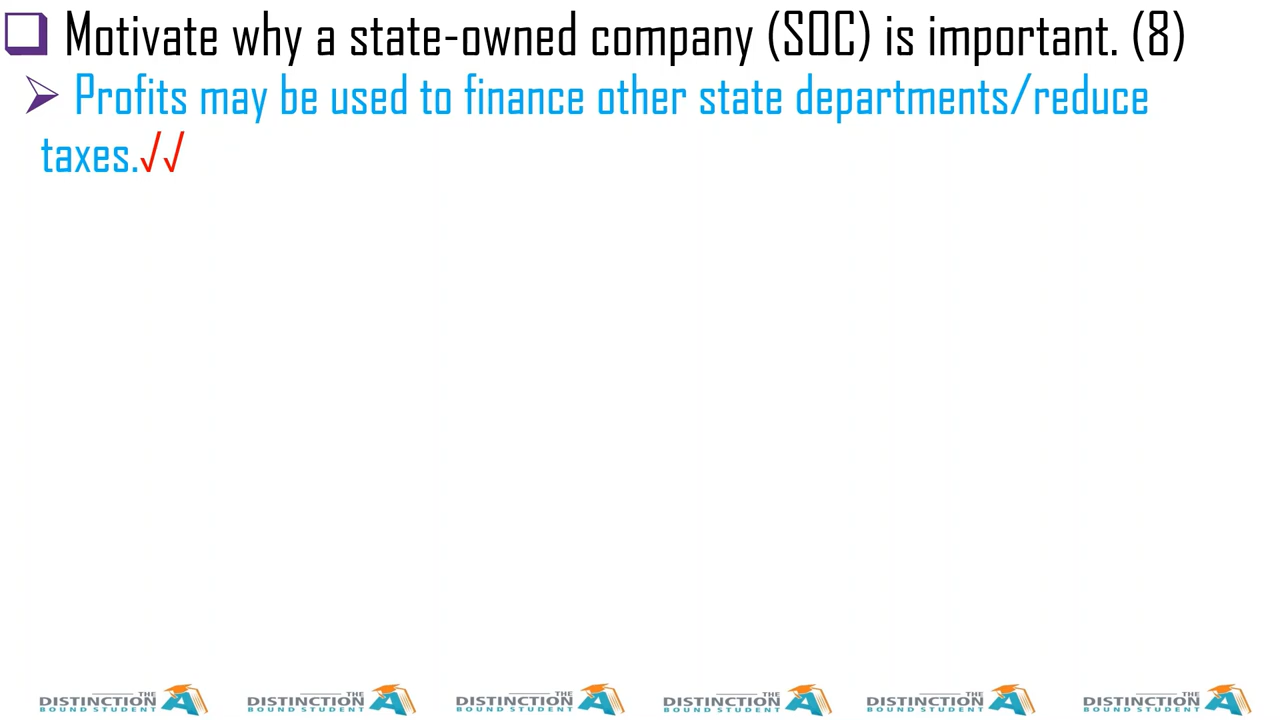 Motivate why a state-owned company (SOC) is important. (8)
Profits may be used to finance other state departments/reduce
taxes.√√
THE DISTINCTION BOUND STUDENT
THE DISTINCTION BOUND STUDENT
THE DISTINCTION BOUND STUDENT
THE DISTINCTION BOUND STUDENT
THE DISTINCTION BOUND STUDENT
THE DISTINCTION BOUND STUDENT